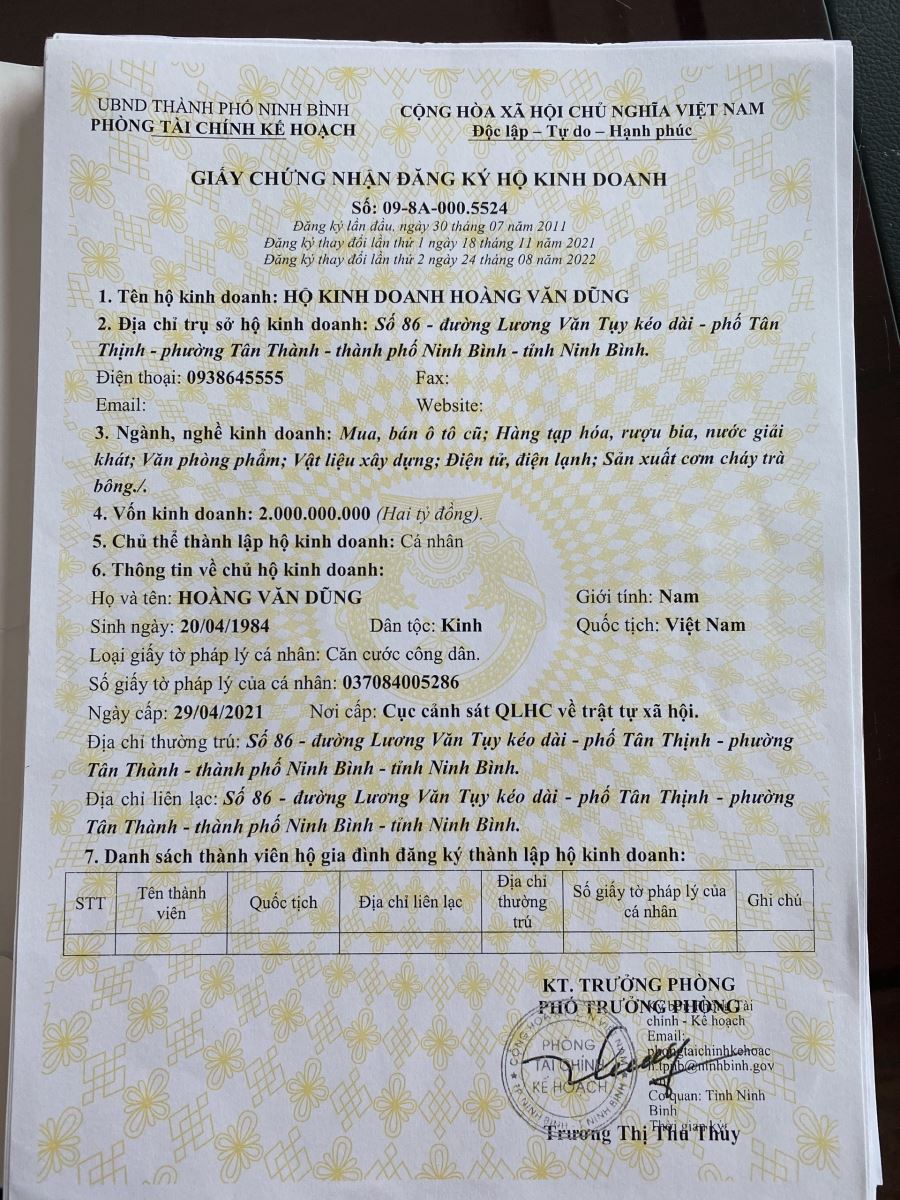 UBND THÀNH PHỐ NINH BÌNH
PHÒNG TÀI CHÍNH KẾ HOẠCH
CỘNG HÒA XÃ HỘI CHỦ NGHĨA VIỆT NAM
Độc lập – Tự do – Hạnh phúc
GIẤY CHỨNG NHẬN ĐĂNG KÝ HỘ KINH DOANH
Số: 09-8A-000.5524
Đăng ký lần đầu, ngày 30 tháng 07 năm 2011
Đăng ký thay đổi lần thứ 1 ngày 18 tháng 11 năm 2021
Đăng ký thay đổi lần thứ 2 ngày 24 tháng 08 năm 2022
1. Tên hộ kinh doanh: HỘ KINH DOANH HOÀNG VĂN DŨNG
2. Địa chỉ trụ sở hộ kinh doanh: Số 86 - đường Lương Văn Tụy kéo dài - phố Tân
Thịnh - phường Tân Thành - thành phố Ninh Bình - tỉnh Ninh Bình.
Điện thoại: 0938645555 Fax:
Email: Website:
3. Ngành, nghề kinh doanh: Mua, bán ô tô cũ; Hàng tạp hóa, rượu bia, nước giải
khát; Văn phòng phẩm; Vật liệu xây dựng; Điện tử, điện lạnh; Sản xuất cơm cháy trà
bông./.
4. Vốn kinh doanh: 2.000.000.000 (Hai tỷ đồng).
5. Chủ thể thành lập hộ kinh doanh: Cá nhân
6. Thông tin về chủ hộ kinh doanh:
Họ và tên: HOÀNG VĂN DŨNG Giới tính: Nam
Sinh ngày: 20/04/1984 Dân tộc: Kinh Quốc tịch: Việt Nam
Loại giấy tờ pháp lý cá nhân: Căn cước công dân.
Số giấy tờ pháp lý của cá nhân: 037084005286
Ngày cấp: 29/04/2021 Nơi cấp: Cục cảnh sát QLHC về trật tự xã hội.
Địa chỉ thường trú: Số 86 - đường Lương Văn Tụy kéo dài - phố Tân Thịnh - phường
Tân Thành - thành phố Ninh Bình - tỉnh Ninh Bình.
Địa chỉ liên lạc: Số 86 - đường Lương Văn Tụy kéo dài - phố Tân Thịnh - phường
Tân Thành - thành phố Ninh Bình - tỉnh Ninh Bình.
7. Danh sách thành viên hộ gia đình đăng ký thành lập hộ kinh doanh:
STT
Tên thành
viên
Quốc tịch
Địa chỉ liên lạc
Địa chỉ
thường
trú
Số giấy tờ pháp lý của
cá nhân
Ghi chú
KT. TRƯỞNG PHÒNG
PHÓ TRƯỞNG PHÒNG
Tài
chính - Kế hoạch
Email:
phongtaichinhkehoac
h.tpnb@ninhbinh.gov
Cơ quan: Tỉnh Ninh
Bình
Thời gian ký:
PHÒNG
TÀI CHÍNH
KẾ HOẠCH
Trương Thị Thu Thủy